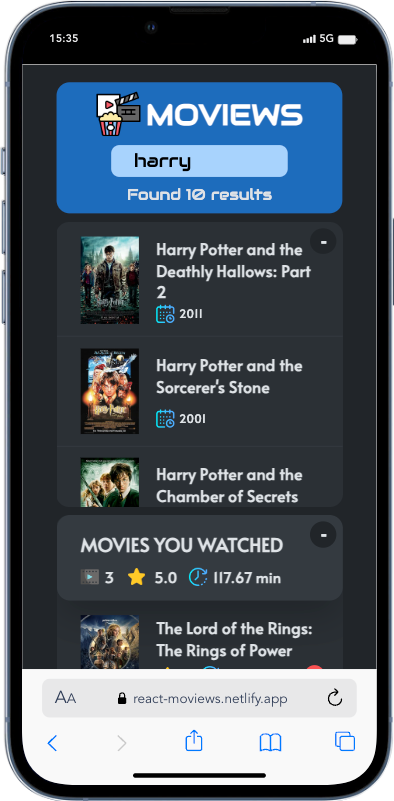 15:35
5G
MOVIEWS
harry
Found 10 results
-
Harry Potter and the
Deathly Hallows: Part
2
2011
Harry Potter and the
Sorcerer's Stone
2001
Harry Potter and the
Chamber of Secrets
-
MOVIES YOU WATCHED
3 5.0 117.67 min
The Lord of the Rings:
The Rings of Power
AA react-moviews.netlify.app